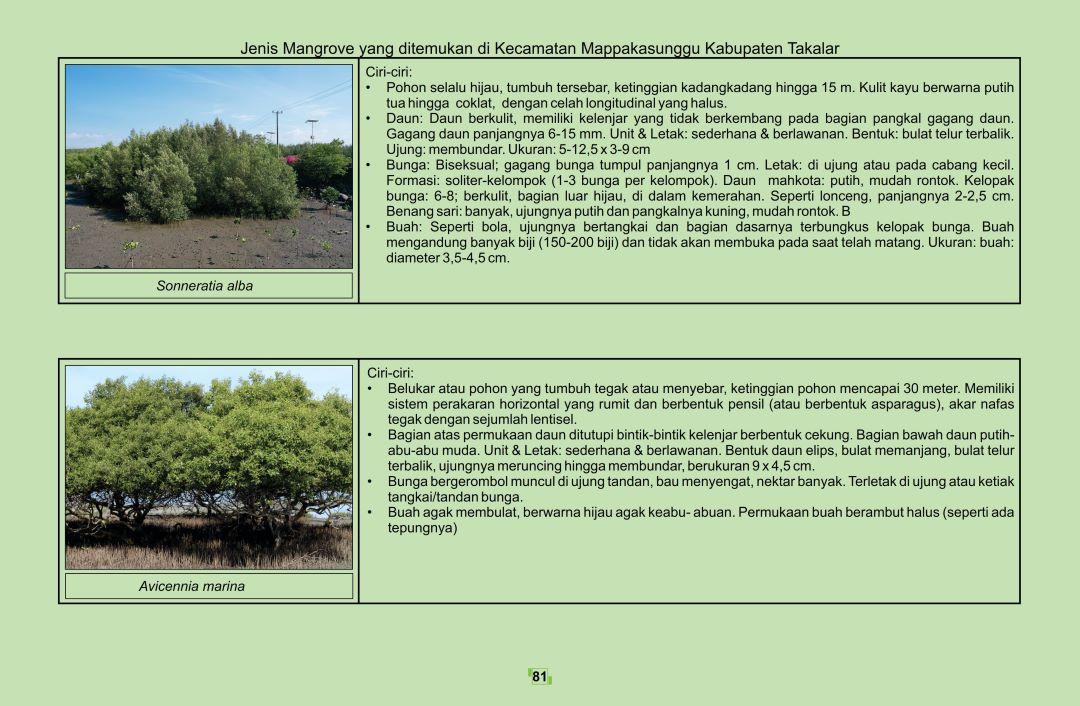 Jenis Mangrove yang ditemukan di Kecamatan Mappakasunggu Kabupaten Takalar
Ciri-ciri:
• Pohon selalu hijau, tumbuh tersebar, ketinggian kadangkadang hingga 15 m. Kulit kayu berwarna putih
tua hingga coklat, dengan celah longitudinal yang halus.
• Daun: Daun berkulit, memiliki kelenjar yang tidak berkembang pada bagian pangkal gagang daun.
Gagang daun panjangnya 6-15 mm. Unit & Letak: sederhana & berlawanan. Bentuk: bulat telur terbalik.
Ujung: membundar. Ukuran: 5-12,5 x 3-9 cm
• Bunga: Biseksual; gagang bunga tumpul panjangnya 1 cm. Letak: di ujung atau pada cabang kecil.
Formasi: soliter-kelompok (1-3 bunga per kelompok). Daun mahkota: putih, mudah rontok. Kelopak
bunga: 6-8; berkulit, bagian luar hijau, di dalam kemerahan. Seperti lonceng, panjangnya 2-2,5 cm.
Benang sari: banyak, ujungnya putih dan pangkalnya kuning, mudah rontok. B
• Buah: Seperti bola, ujungnya bertangkai dan bagian dasarnya terbungkus kelopak bunga. Buah
mengandung banyak biji (150-200 biji) dan tidak akan membuka pada saat telah matang. Ukuran: buah:
diameter 3,5-4,5 cm.
Sonneratia alba
Ciri-ciri:
• Belukar atau pohon yang tumbuh tegak atau menyebar, ketinggian pohon mencapai 30 meter. Memiliki
sistem perakaran horizontal yang rumit dan berbentuk pensil (atau berbentuk asparagus), akar nafas
tegak dengan sejumlah lentisel.
• Bagian atas permukaan daun ditutupi bintik-bintik kelenjar berbentuk cekung. Bagian bawah daun putih-
abu-abu muda. Unit & Letak: sederhana & berlawanan. Bentuk daun elips, bulat memanjang, bulat telur
terbalik, ujungnya meruncing hingga membundar, berukuran 9 x 4,5 cm.
• Bunga bergerombol muncul di ujung tandan, bau menyengat, nektar banyak. Terletak di ujung atau ketiak
tangkai/tandan bunga.
• Buah agak membulat, berwarna hijau agak keabu- abuan. Permukaan buah berambut halus (seperti ada
tepungnya)
Avicennia marina
81